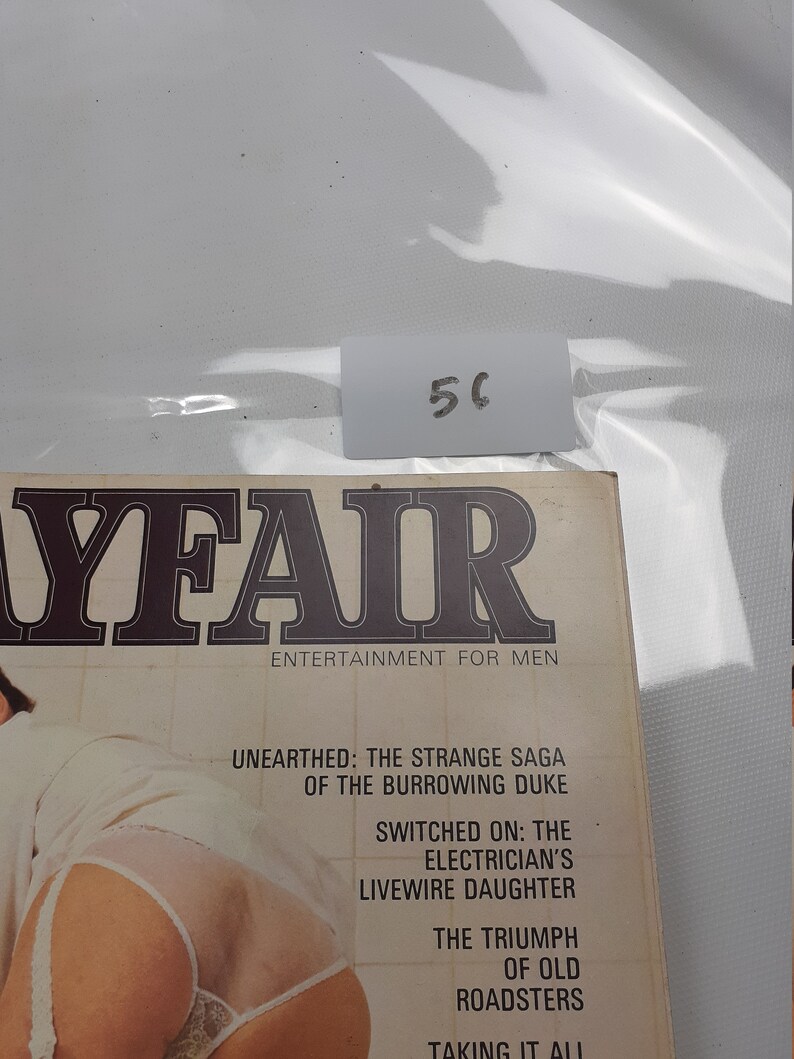 56
AYFAIR
ENTERTAINMENT FOR MEN
UNEARTHED: THE STRANGE SAGA
OF THE BURROWING DUKE
SWITCHED ON: THE
ELECTRICIAN'S
LIVEWIRE DAUGHTER
THE TRIUMPH
OF OLD
ROADSTERS
TAKING IT ALL